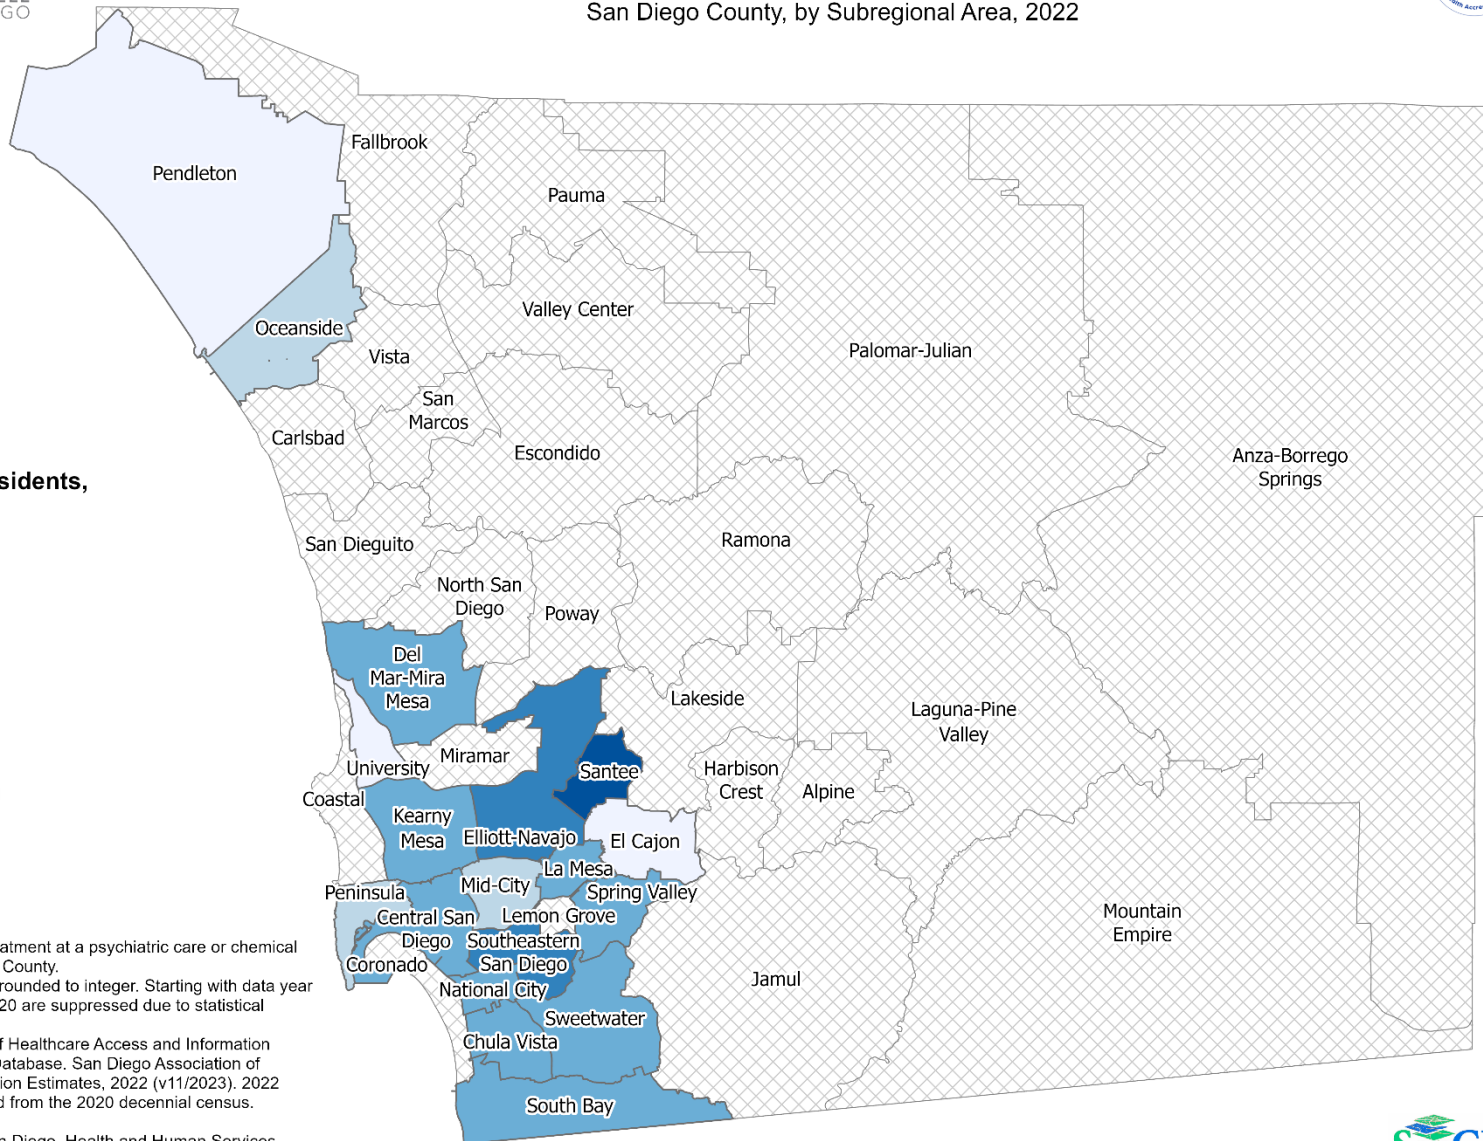 GO
San Diego County, by Subregional Area, 2022
Fallbrook
Pendleton
Pauma
Valley Center
Oceanside
Vista
Palomar-Julian
San
Marcos
Carlsbad
Escondido
Anza-Borrego
Springs
sidents,
San Dieguito
Ramona
North San
Diego
Poway
Del
Mar-Mira
Mesa
Lakeside
Laguna-Pine
Valley
Miramar
University
Santee
Harbison
Crest
Alpine
Coastal
Kearny
Mesa
Elliott-Navajo
El Cajon
La Mesa
Mid-City
Peninsula
Spring Valley
Central San
Diego
Lemon Grove
Southeastern
San Diego
Mountain
Empire
Coronado
Jamul
National City
Sweetwater
Chula Vista
South Bay
atment at a psychiatric care or chemical
County.
rounded to integer. Starting with data year
20 are suppressed due to statistical
f Healthcare Access and Information
Database. San Diego Association of
ion Estimates, 2022 (v11/2023). 2022
d from the 2020 decennial census.
n Diego, Health and Human Services